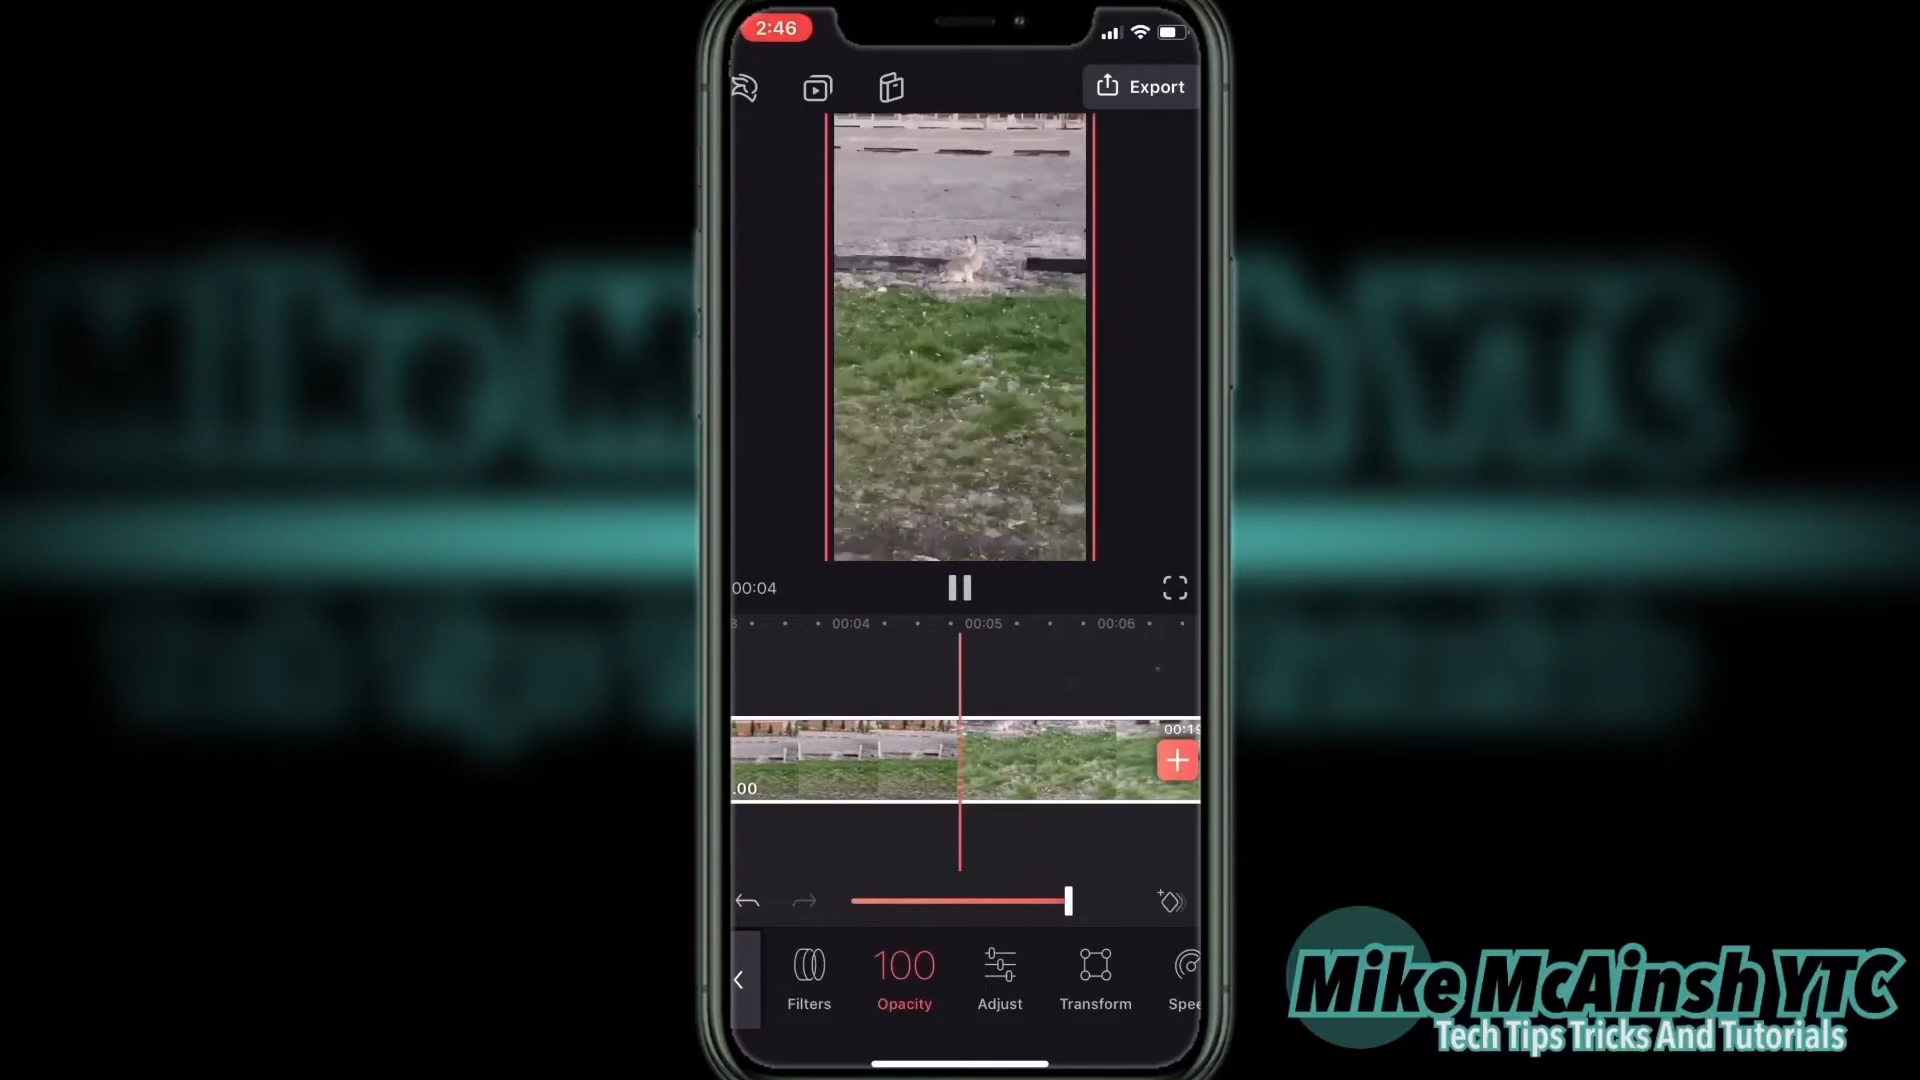 2:46
Export
00:04
00:04
00:05
00:06
.00
Filters
100
Opacity
Adjust
Transform
Mike McAinsh YTC
Tech Tips Tricks And Tutorials